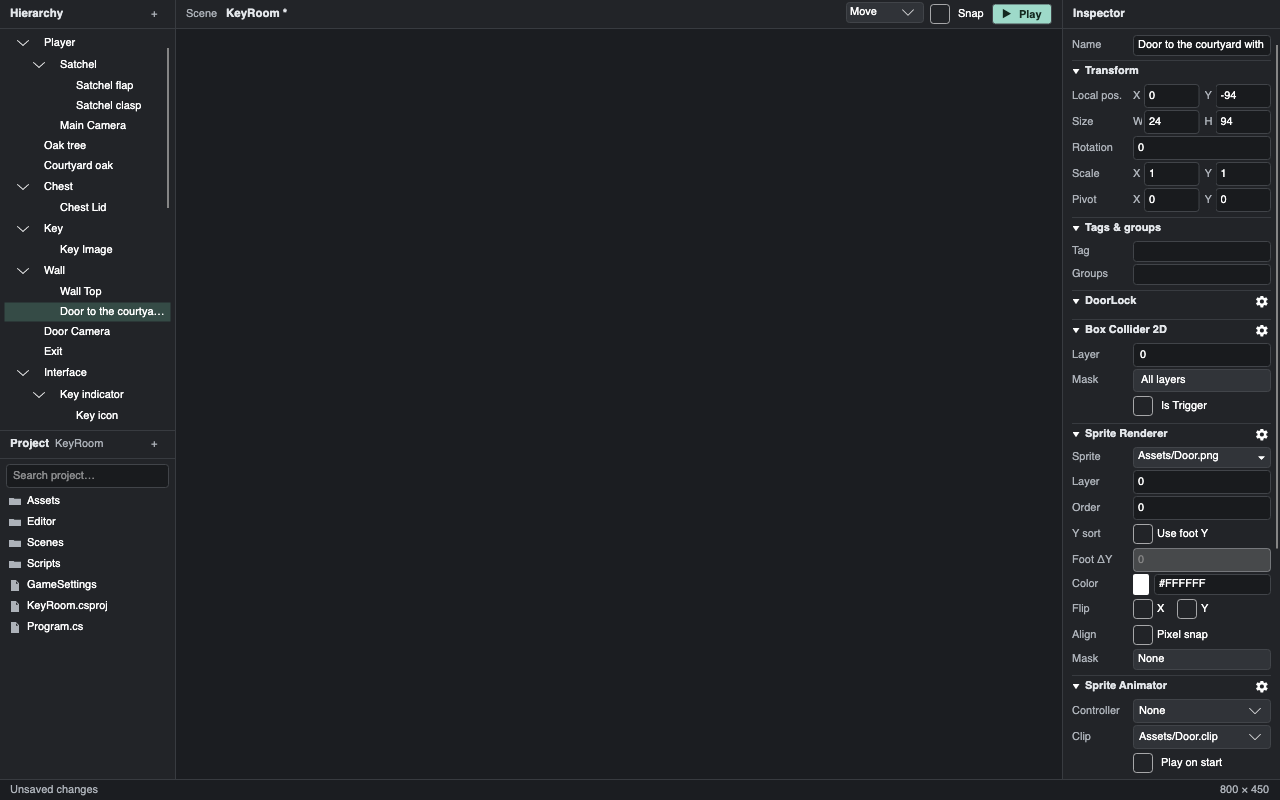 Hierarchy +
Scene KeyRoom *
Move
Snap
Play
Inspector
Player
Satchel
Satchel flap
Satchel clasp
Main Camera
Oak tree
Courtyard oak
Chest
Chest Lid
Key
Key Image
Wall
Wall Top
Door to the courtya...
Door Camera
Exit
Interface
Key indicator
Key icon
Project KeyRoom +
Search project...
Assets
Editor
Scenes
Scripts
GameSettings
KeyRoom.csproj
Program.cs
Name Door to the courtyard with
Transform
Local pos. X 0 Y -94
Size W 24 H 94
Rotation 0
Scale X 1 Y 1
Pivot X 0 Y 0
Tags & groups
Tag
Groups
DoorLock
Box Collider 2D
Layer 0
Mask All layers
Is Trigger
Sprite Renderer
Sprite Assets/Door.png
Layer 0
Order 0
Y sort Use foot Y
Foot ΔY 0
Color #FFFFFF
Flip X Y
Align Pixel snap
Mask None
Sprite Animator
Controller None
Clip Assets/Door.clip
Play on start
Unsaved changes
800 × 450